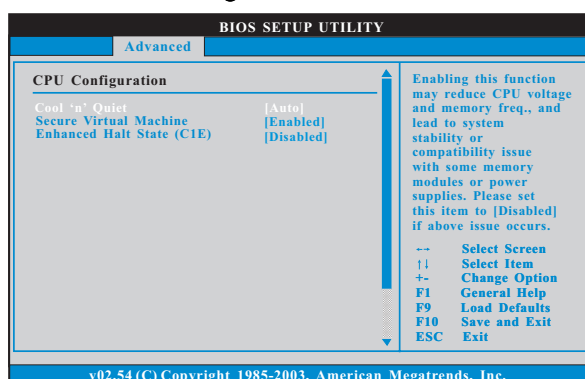 BIOS SETUP UTILITY
Advanced
CPU Configuration
Cool ‘n’ Quiet [Auto]
Secure Virtual Machine [Enabled]
Enhanced Halt State (C1E) [Disabled]
Enabling this function
may reduce CPU voltage
and memory freq., and
lead to system
stability or
compatibility issue
with some memory
modules or power
supplies. Please set
this item to [Disabled]
if above issue occurs.
←→ Select Screen
↑↓ Select Item
+- Change Option
F1 General Help
F9 Load Defaults
F10 Save and Exit
ESC Exit
v02.54 (C) Copyright 1985-2003, American Megatrends, Inc.